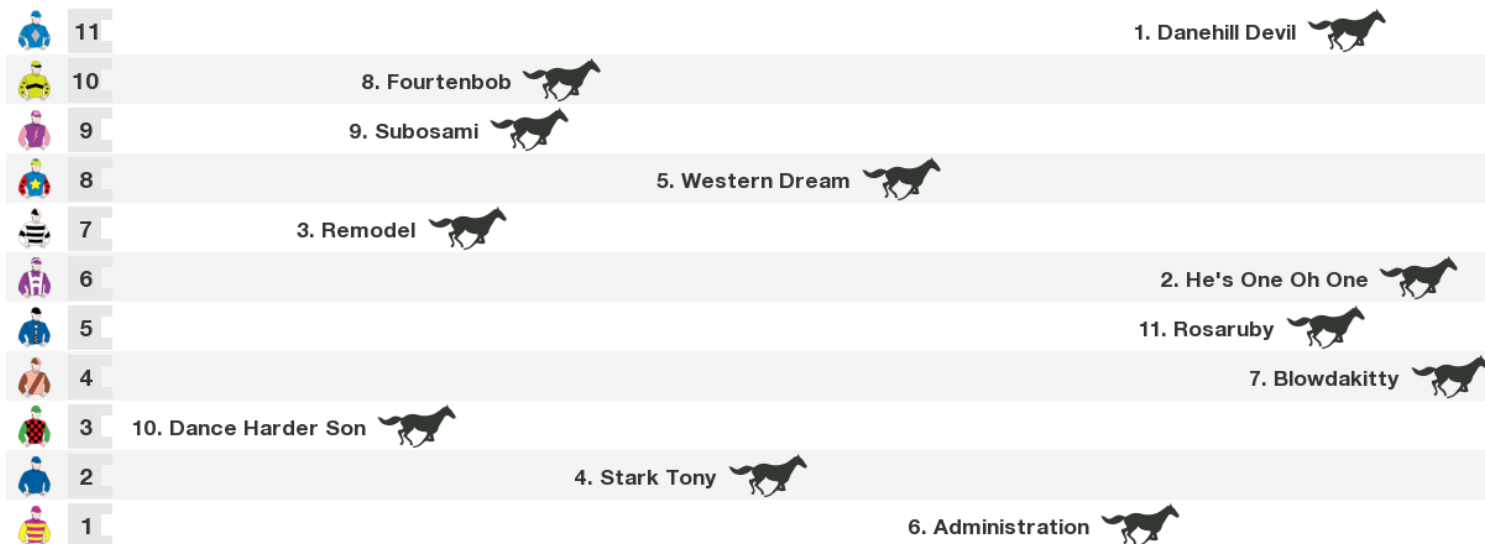 11 1. Danehill Devil
10 8. Fourtenbob
9 9. Subosami
8 5. Western Dream
7 3. Remodel
6 2. He's One Oh One
5 11. Rosaruby
4 7. Blowdakitty
3 10. Dance Harder Son
2 4. Stark Tony
1 6. Administration